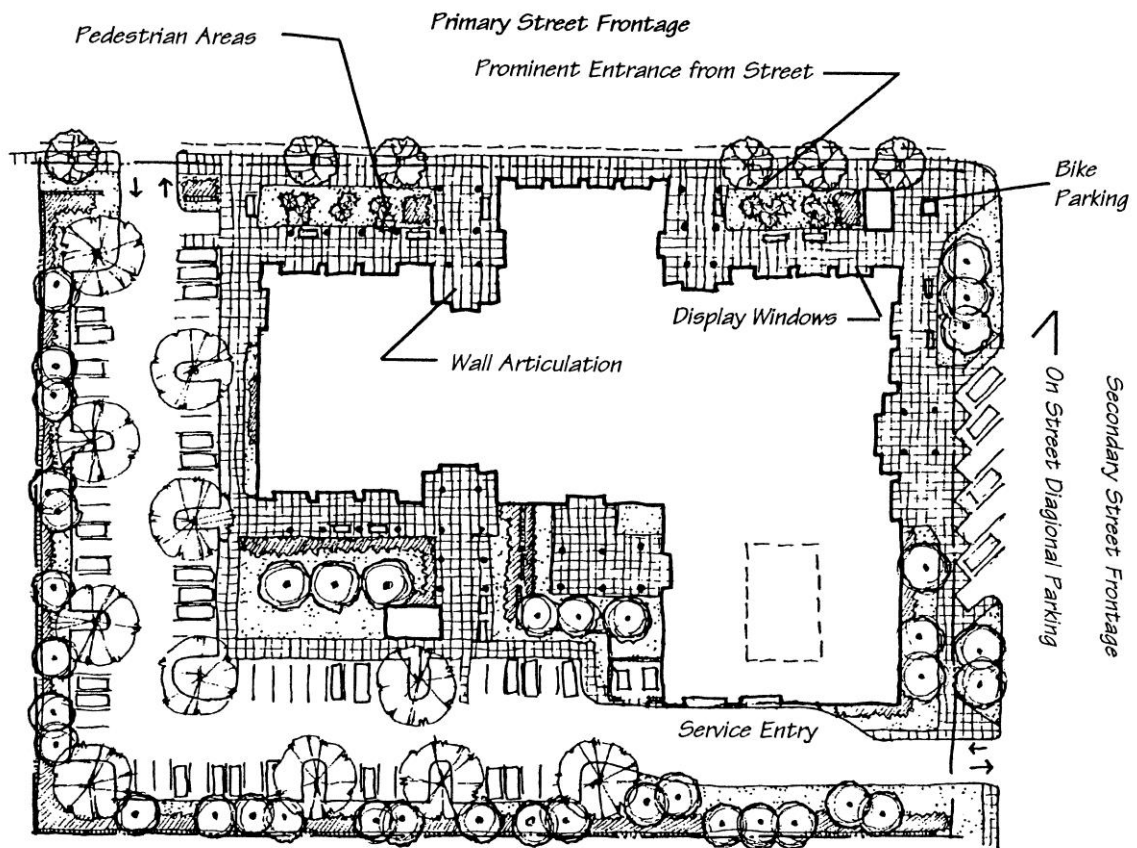 Primary Street Frontage
Pedestrian Areas
Prominent Entrance from Street
Bike
Parking
Display Windows
Wall Articulation
On Street Diagional Parking
Secondary Street Frontage
Service Entry